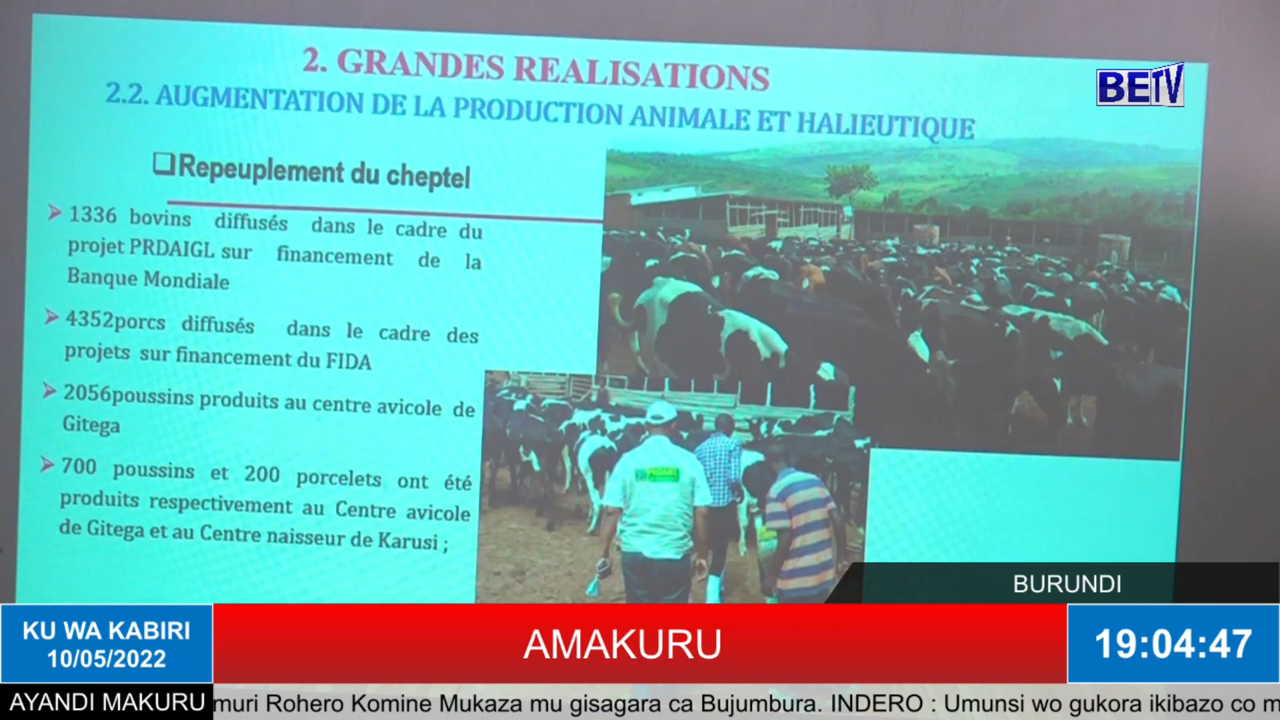 2. GRANDES REALISATIONS
2.2. AUGMENTATION DE LA PRODUCTION ANIMALE ET HALIEUTIQUE
BETV
Repeuplement du cheptel
1336 bovins diffusés dans le cadre du
projet PRDAIGL sur financement de la
Banque Mondiale
4352porcs diffusés dans le cadre des
projets sur financement du FIDA
2056poussins produits au centre avicole de
Gitega
700 poussins et 200 porcelets ont été
produits respectivement au Centre avicole
de Gitega et au Centre naisseur de Karusi ;
BURUNDI
KU WA KABIRI
10/05/2022
AMAKURU
19:04:47
AYANDI MAKURU
muri Rohero Komine Mukaza mu gisagara ca Bujumbura. INDERO : Umunsi wo gukora ikibazo co m